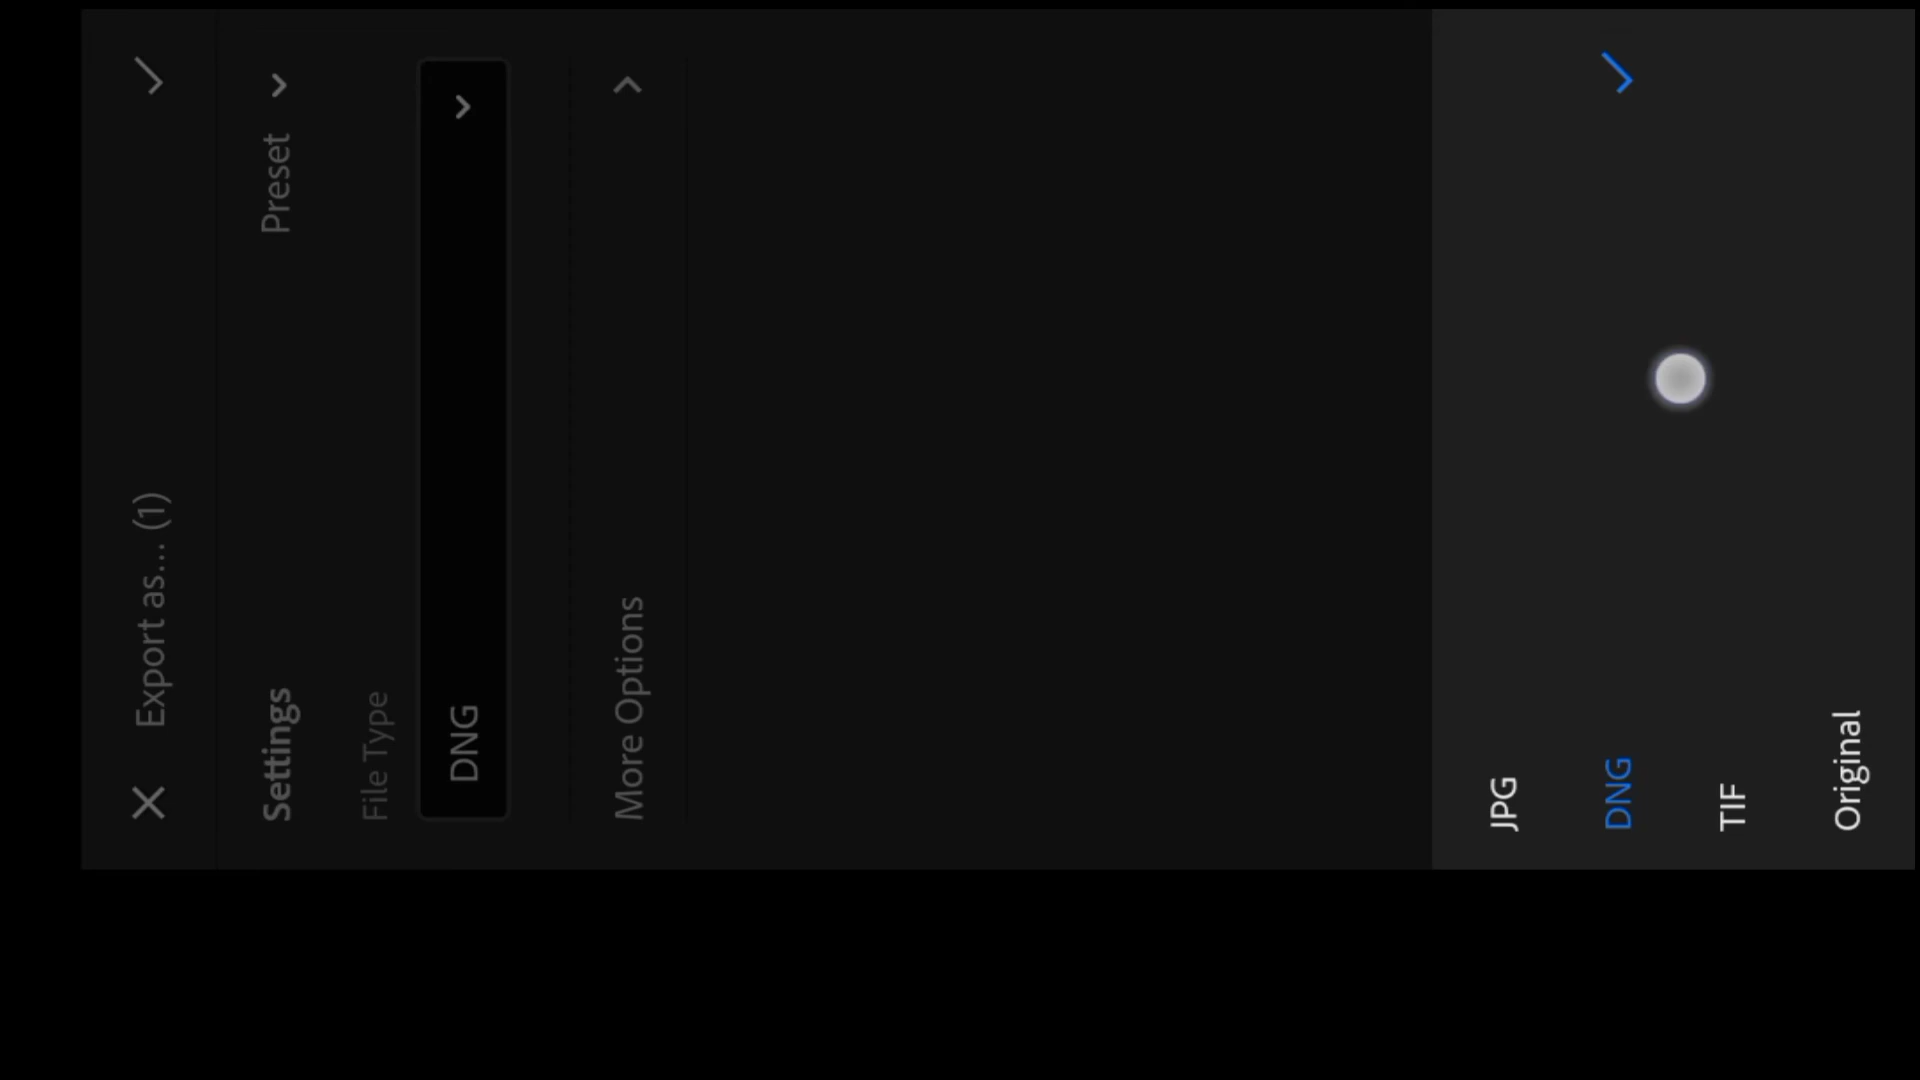 Export as... (1)
Settings
Preset
File Type
DNG
More Options
JPG
DNG
TIF
Original